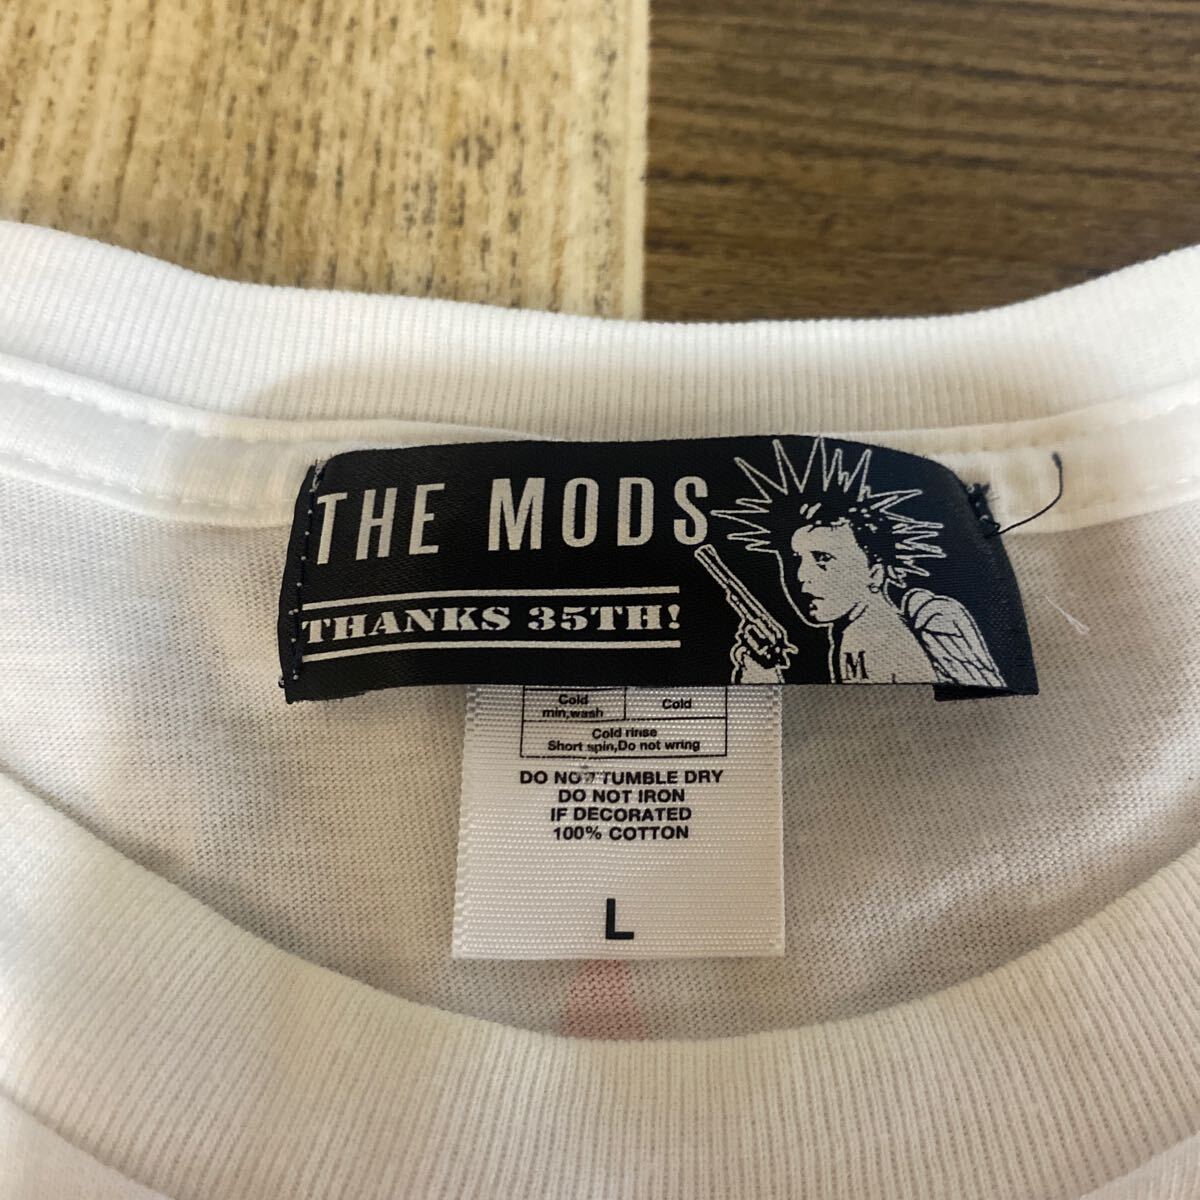 THE MODS
THANKS 35TH!
M
Cold
min,wash
Cold
Cold rinse
Short spin,Do not wring
DO NOT TUMBLE DRY
DO NOT IRON
IF DECORATED
100% COTTON
L